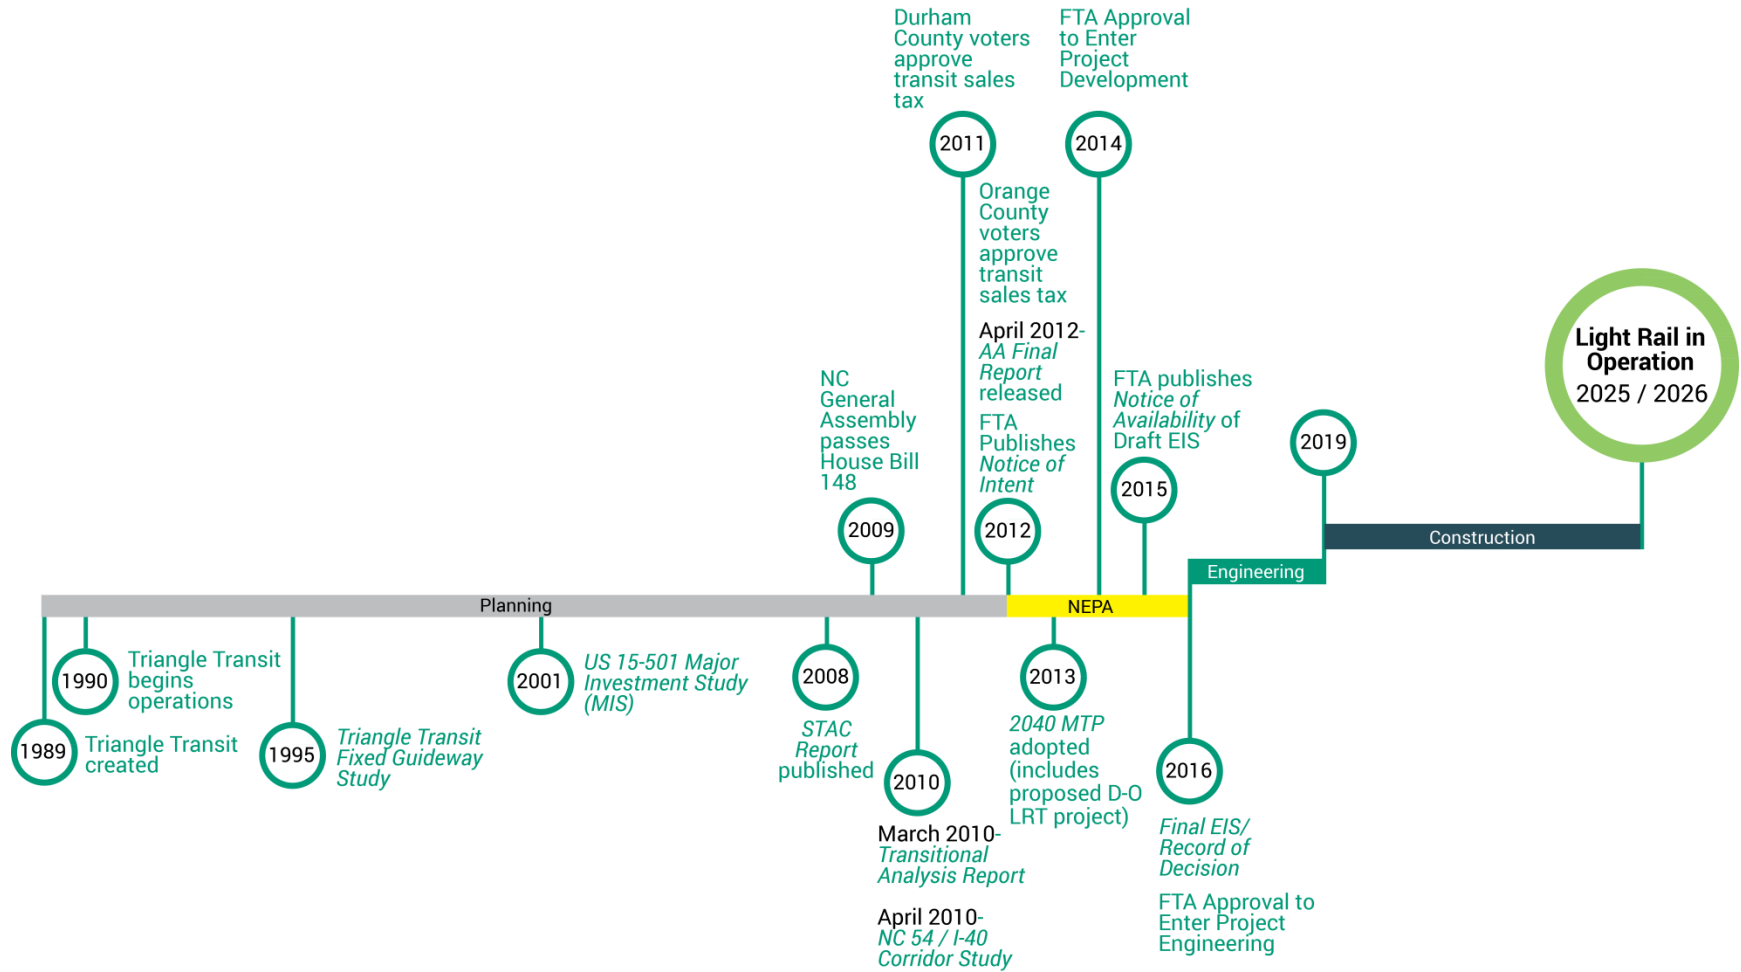 Durham
County voters
approve
transit sales
tax
2011
FTA Approval
to Enter
Project
Development
2014
Orange
County
voters
approve
transit
sales tax
April 2012-
AA Final
Report
released
FTA
Publishes
Notice of
Intent
2012
NC
General
Assembly
passes
House Bill
148
2009
FTA publishes
Notice of
Availability of
Draft EIS
2015
2019
Light Rail in
Operation
2025 / 2026
Planning
NEPA
Engineering
Construction
1989
Triangle Transit
created
1990
Triangle Transit
begins
operations
1995
Triangle Transit
Fixed Guideway
Study
2001
US 15-501 Major
Investment Study
(MIS)
2008
STAC
Report
published
2010
March 2010-
Transitional
Analysis Report
April 2010-
NC 54 / I-40
Corridor Study
2013
2040 MTP
adopted
(includes
proposed D-O
LRT project)
2016
Final EIS/
Record of
Decision
FTA Approval to
Enter Project
Engineering